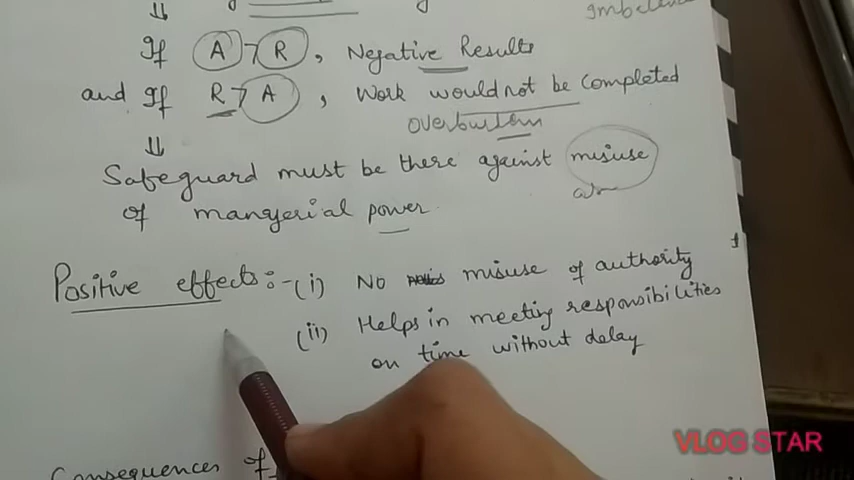 If A > R, Negative Results
and If R > A, Work would not be completed
overburden
Safeguard must be there against misuse
of mangerial power.
Positive effects :- (i) No misuse of authority
(ii) Helps in meeting responsibilities
on time without delay
Consequences of
VLOG STAR